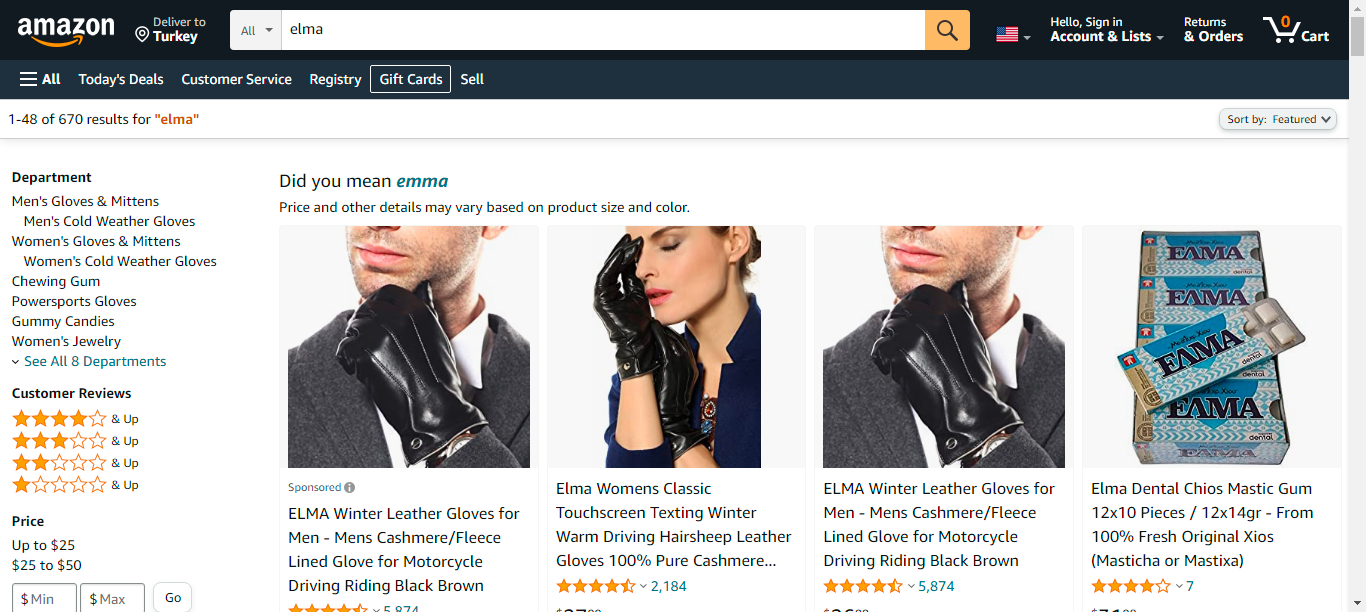 amazon
Deliver to
Turkey
All
elma
Hello, Sign in
Account & Lists
Returns
& Orders
0
Cart
All
Today's Deals
Customer Service
Registry
Gift Cards
Sell
1-48 of 670 results for "elma"
Sort by: Featured
Department
Men's Gloves & Mittens
Men's Cold Weather Gloves
Women's Gloves & Mittens
Women's Cold Weather Gloves
Chewing Gum
Powersports Gloves
Gummy Candies
Women's Jewelry
See All 8 Departments
Customer Reviews
& Up
& Up
& Up
& Up
Price
Up to $25
$25 to $50
$ Min
$ Max
Go
Did you mean emma
Price and other details may vary based on product size and color.
Sponsored
ELMA Winter Leather Gloves for
Men - Mens Cashmere/Fleece
Lined Glove for Motorcycle
Driving Riding Black Brown
5,874
Elma Womens Classic
Touchscreen Texting Winter
Warm Driving Hairsheep Leather
Gloves 100% Pure Cashmere...
2,184
ELMA Winter Leather Gloves for
Men - Mens Cashmere/Fleece
Lined Glove for Motorcycle
Driving Riding Black Brown
5,874
ΕΛΜΑ
dental
ΕΛΜΑ
ΕΛΜΑ
dental
ΕΛΜΑ
dental
ΕΛΜΑ
Elma Dental Chios Mastic Gum
12x10 Pieces / 12x14gr - From
100% Fresh Original Xios
(Masticha or Mastixa)
7